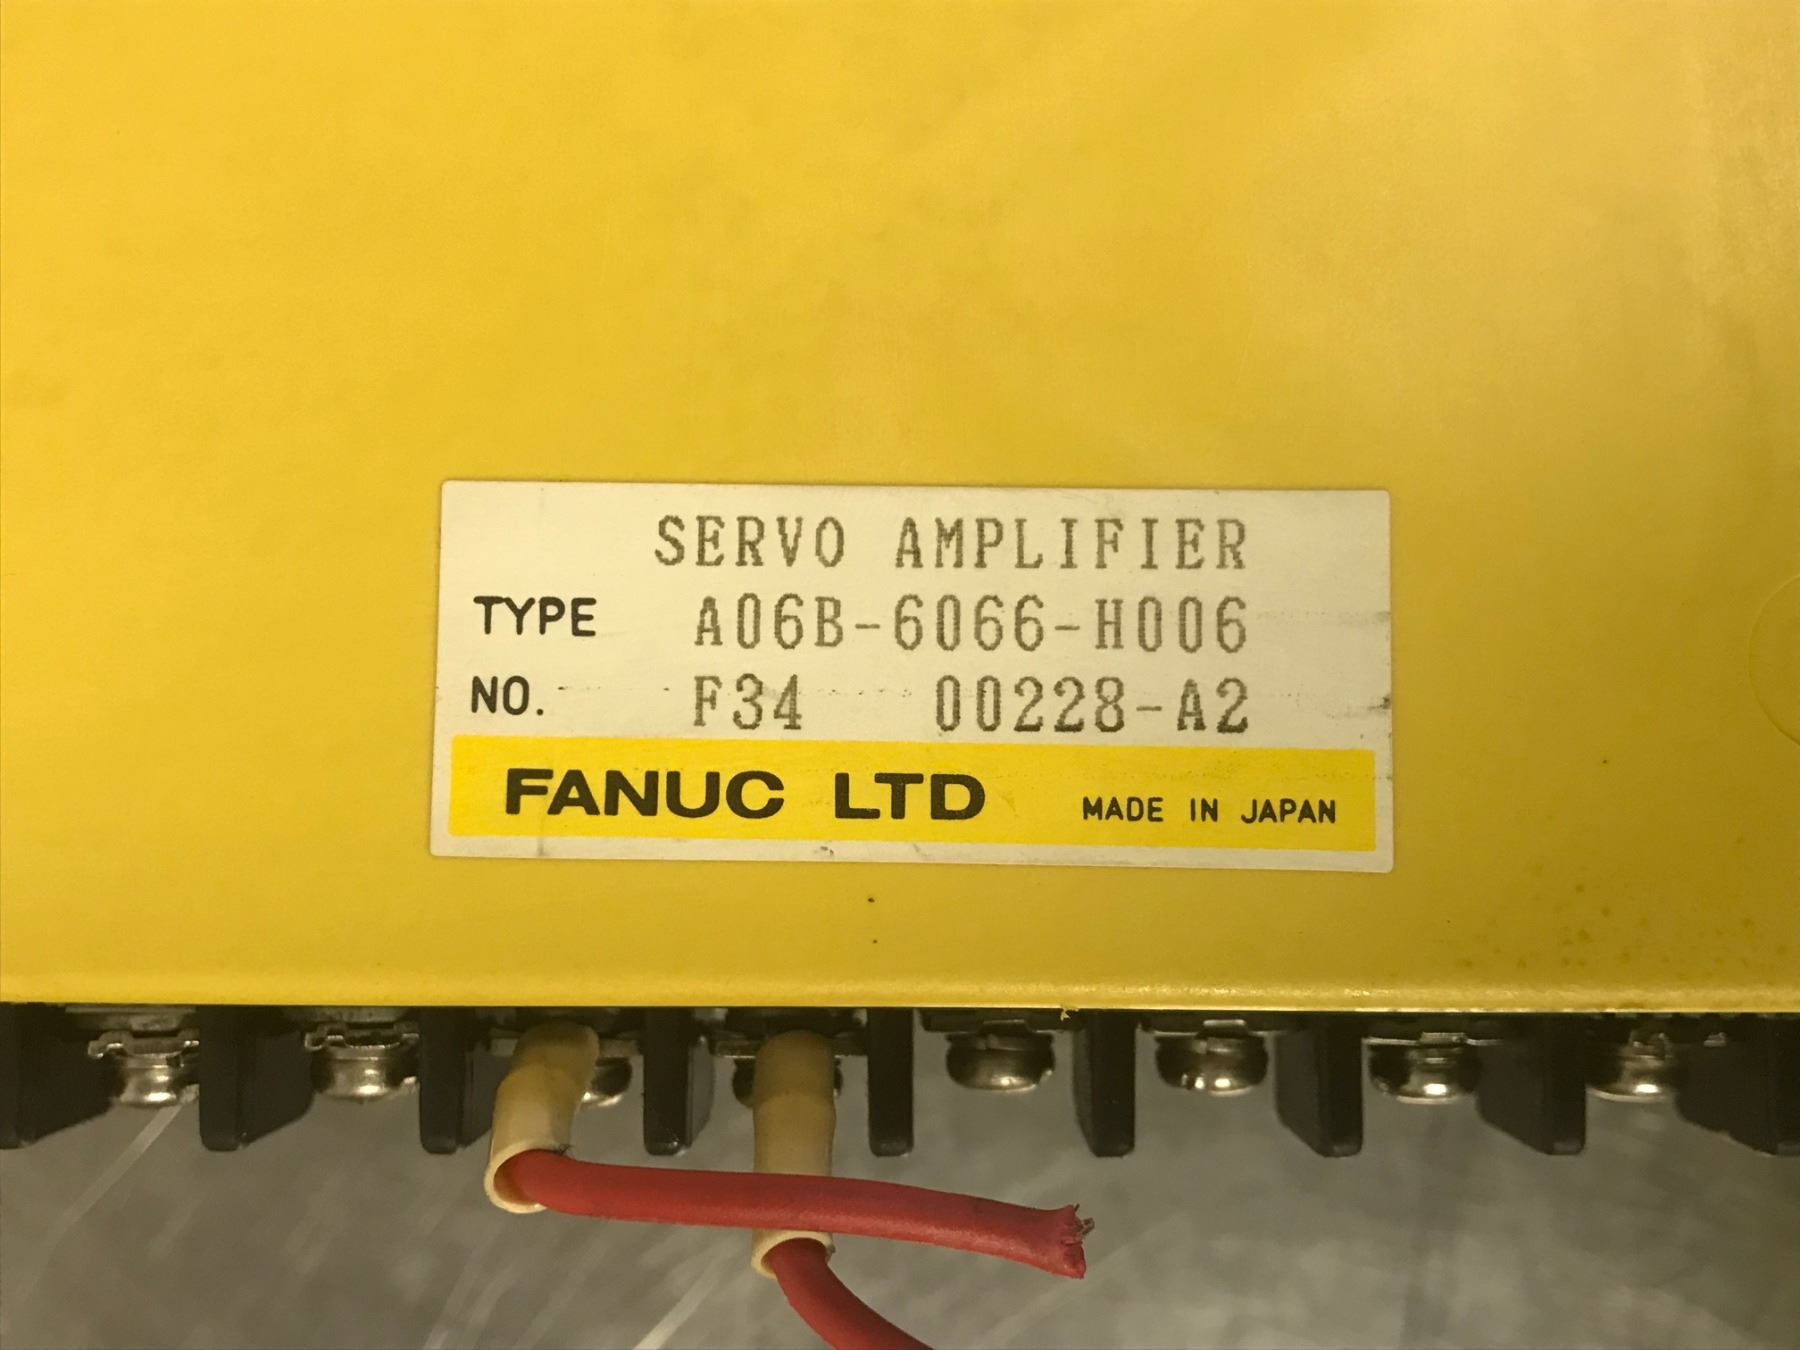 SERVO AMPLIFIER
TYPE A06B-6066-H006
NO. F34 00228-A2
FANUC LTD MADE IN JAPAN